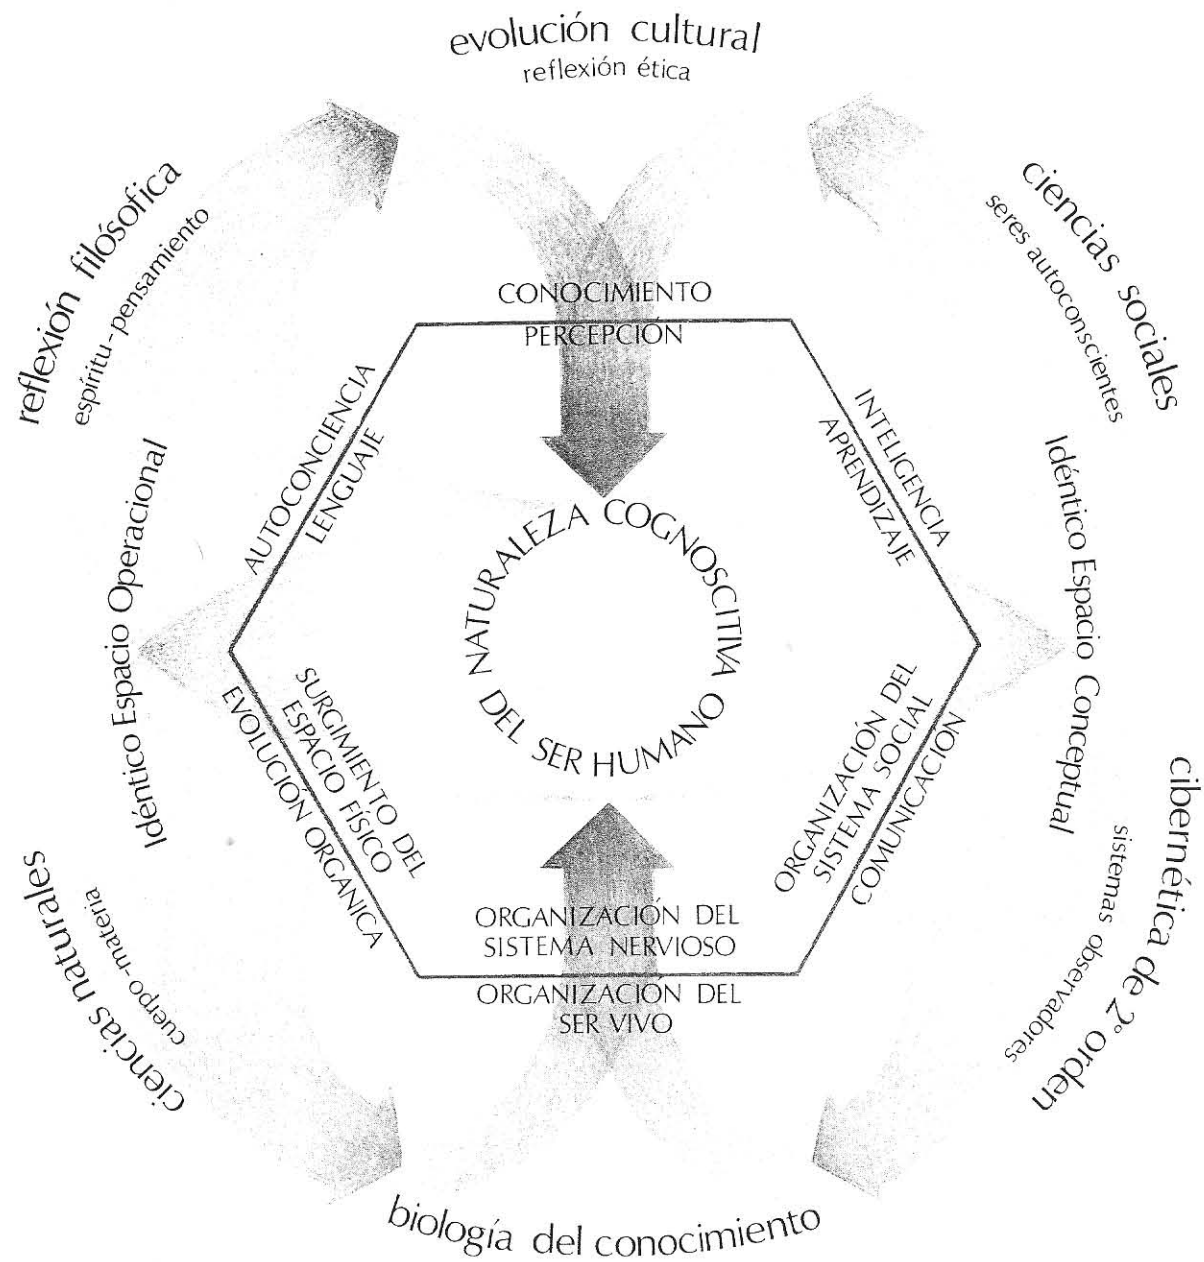 evolución cultural
reflexión ética
reflexión filósofica
espíritu-pensamiento
ciencias sociales
seres autoconscientes
CONOCIMIENTO
PERCEPCIÓN
AUTOCONCIENCIA
LENGUAJE
INTELIGENCIA
APRENDIZAJE
Idéntico Espacio Operacional
Idéntico Espacio Conceptual
NATURALEZA COGNOSCITIVA
DEL SER HUMANO
SURGIMIENTO DEL
ESPACIO FÍSICO
EVOLUCIÓN ORGANICA
ORGANIZACIÓN DEL
SISTEMA SOCIAL
COMUNICACIÓN
ORGANIZACIÓN DEL
SISTEMA NERVIOSO
ORGANIZACIÓN DEL
SER VIVO
ciencias naturales
cuerpo-materia
cibernética de 2° orden
sistemas observadores
biología del conocimiento